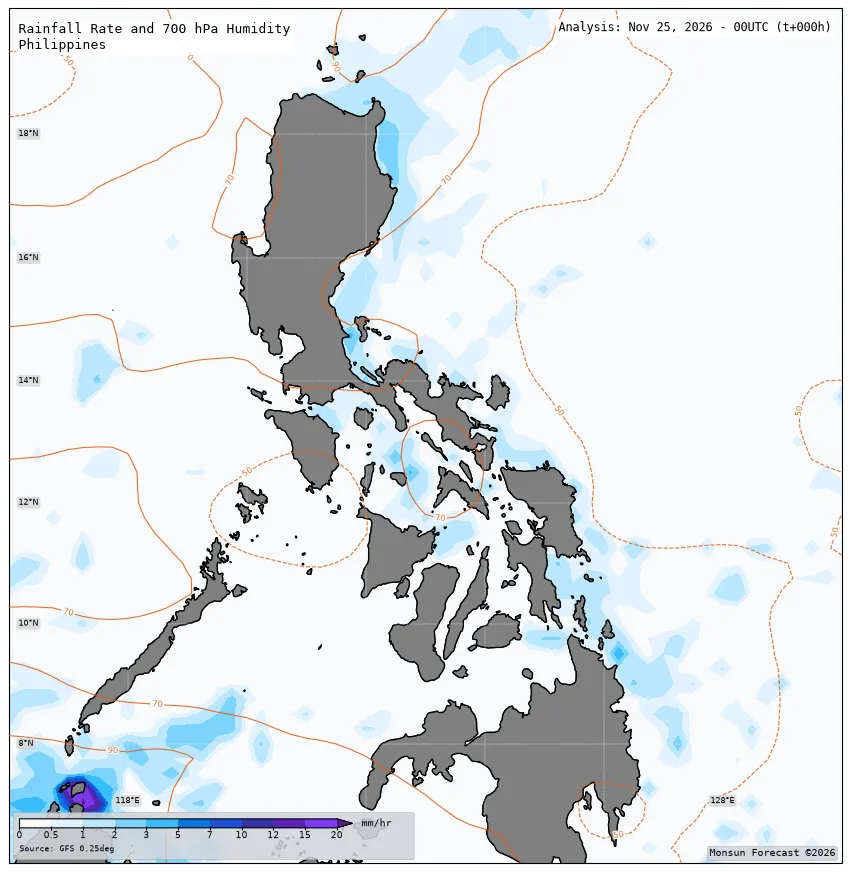 Rainfall Rate and 700 hPa Humidity
Philippines
Analysis: Nov 25, 2026 - 00UTC (t+000h)
50
0
90
18°N
70
70
16°N
14°N
50
50
50
12°N
70
50
70
10°N
70
8°N
90
118°E
128°E
50
0 0.5 1 2 3 5 7 10 12 15 20 mm/hr
Source: GFS 0.25deg
Monsun Forecast ©2026